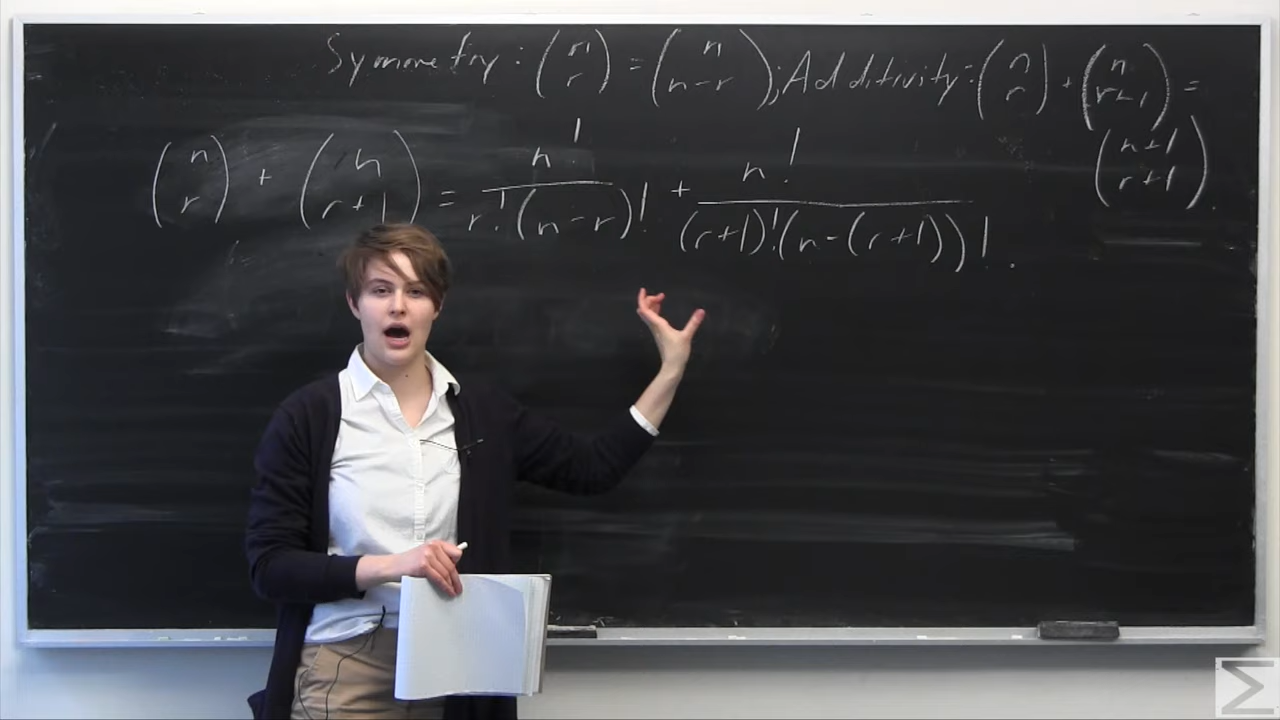 Symmetry: (n r) = (n n-r); Additivity: (n r) + (n r+1) =
(n+1 r+1).
(n r) + (n r+1) = n!/r!(n-r)! + n!/(r+1)!(n-(r+1))!.
Σ